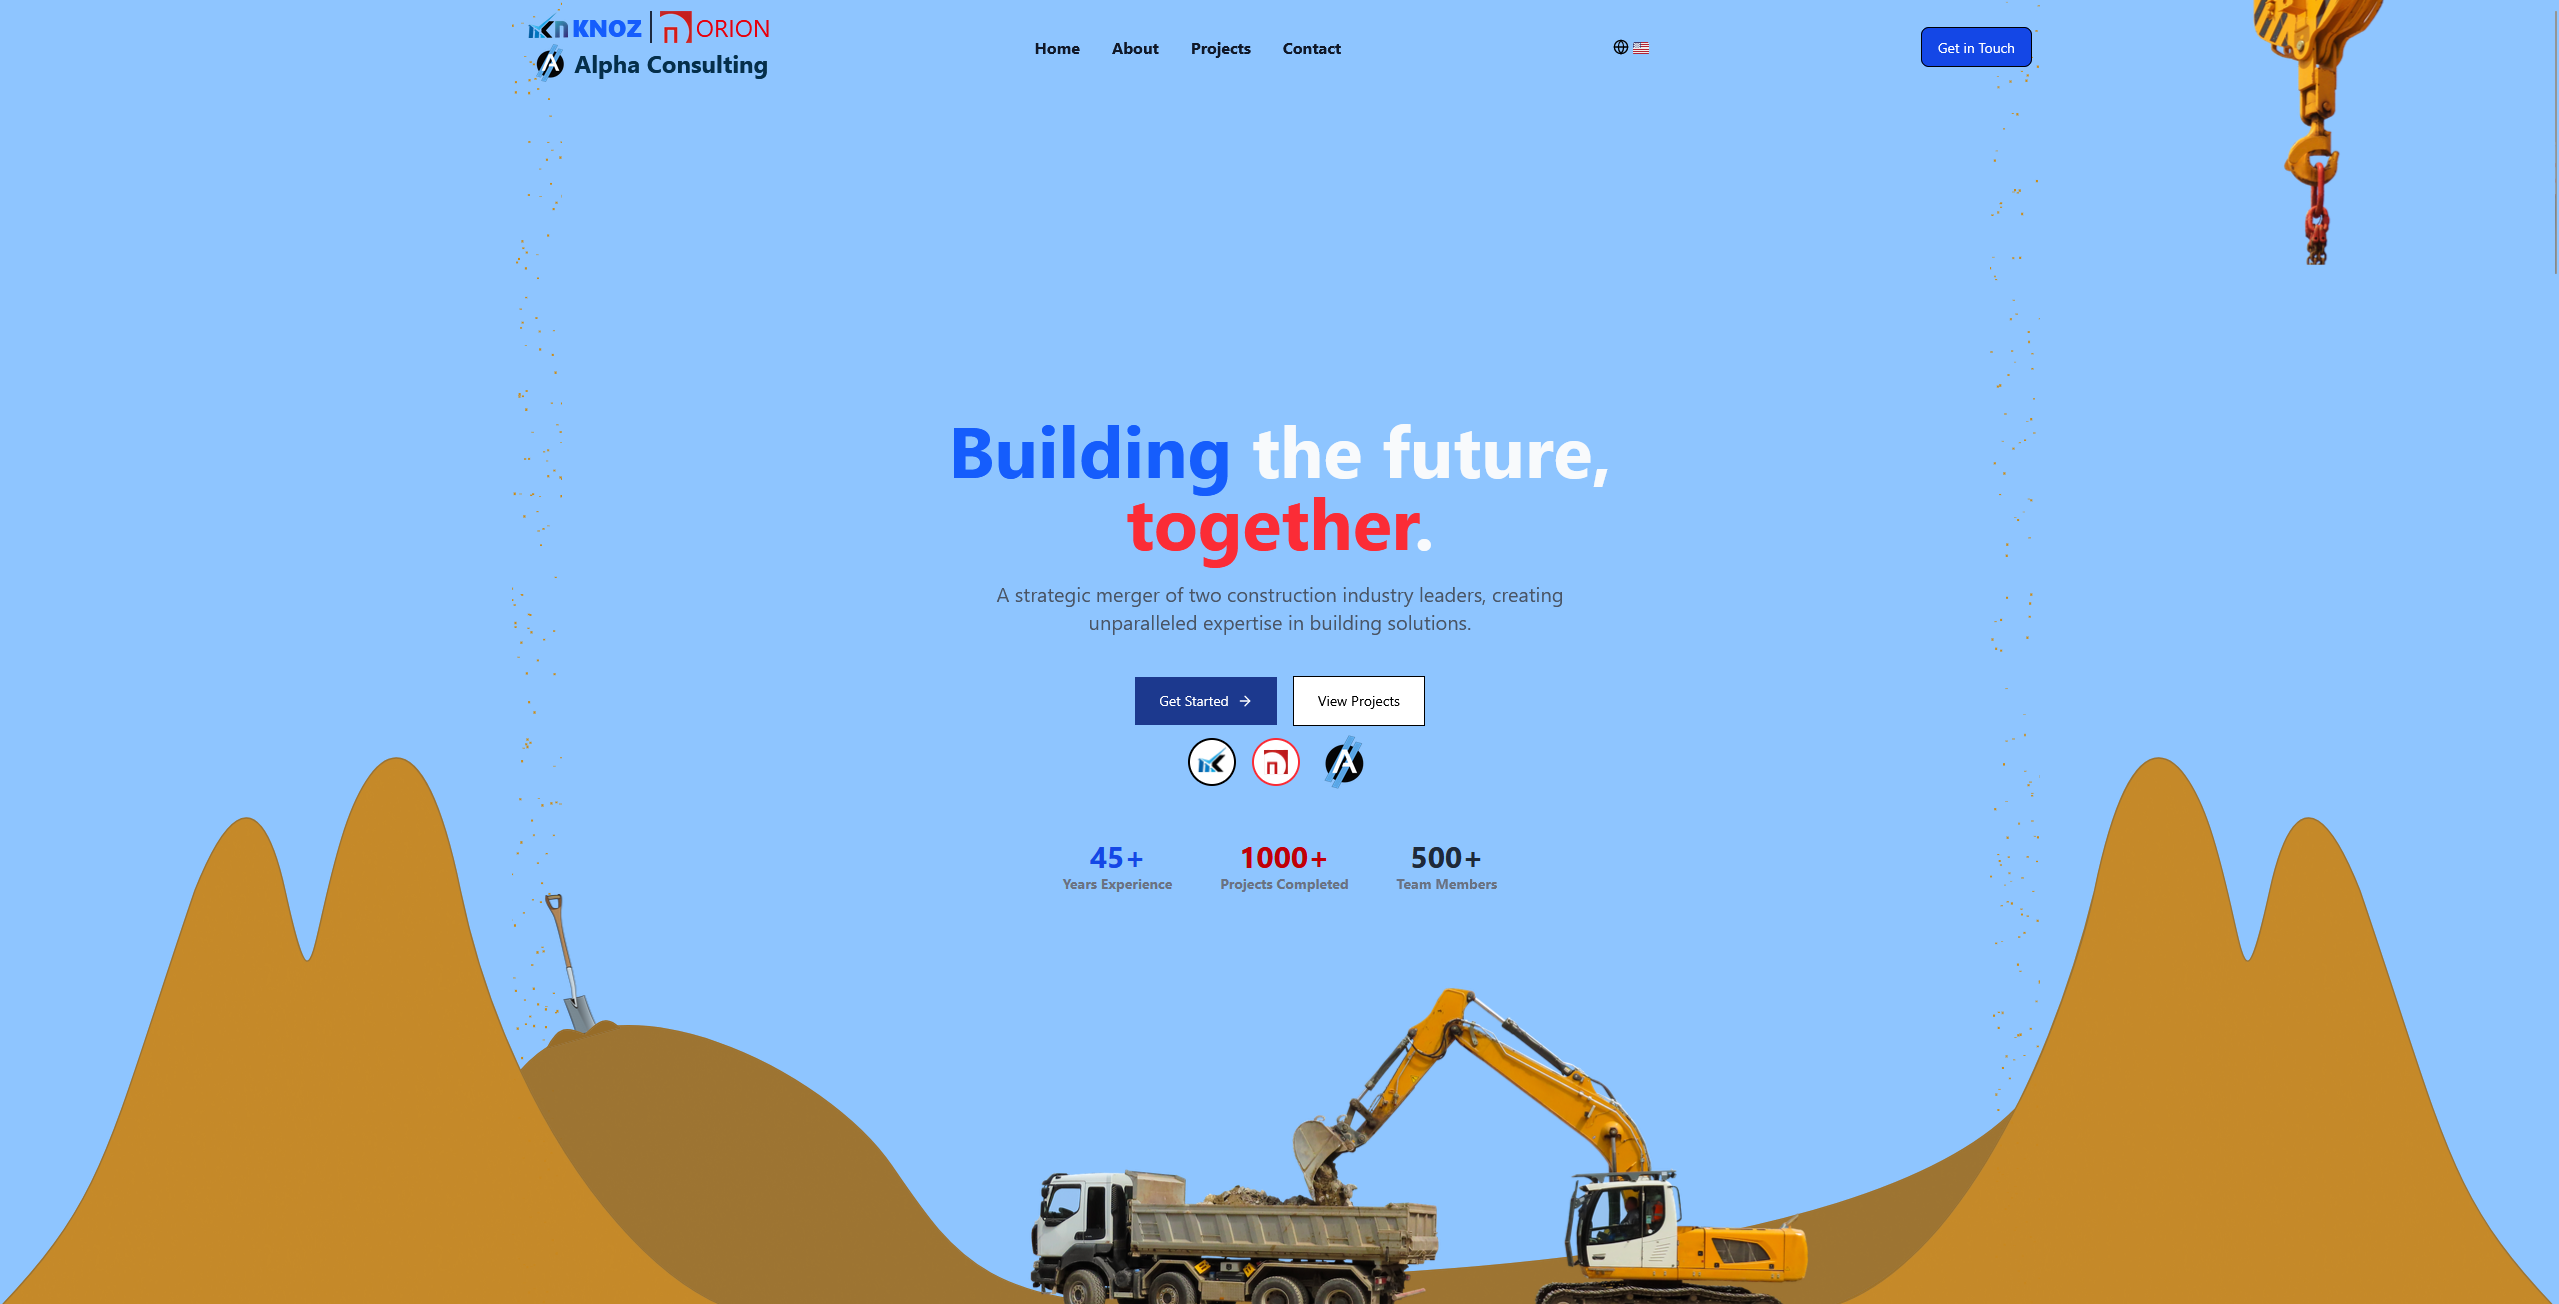 KNOZ
ORION
Alpha Consulting
Home About Projects Contact
Get in Touch
Building the future,
together.
A strategic merger of two construction industry leaders, creating
unparalleled expertise in building solutions.
Get Started
View Projects
45+
Years Experience
1000+
Projects Completed
500+
Team Members